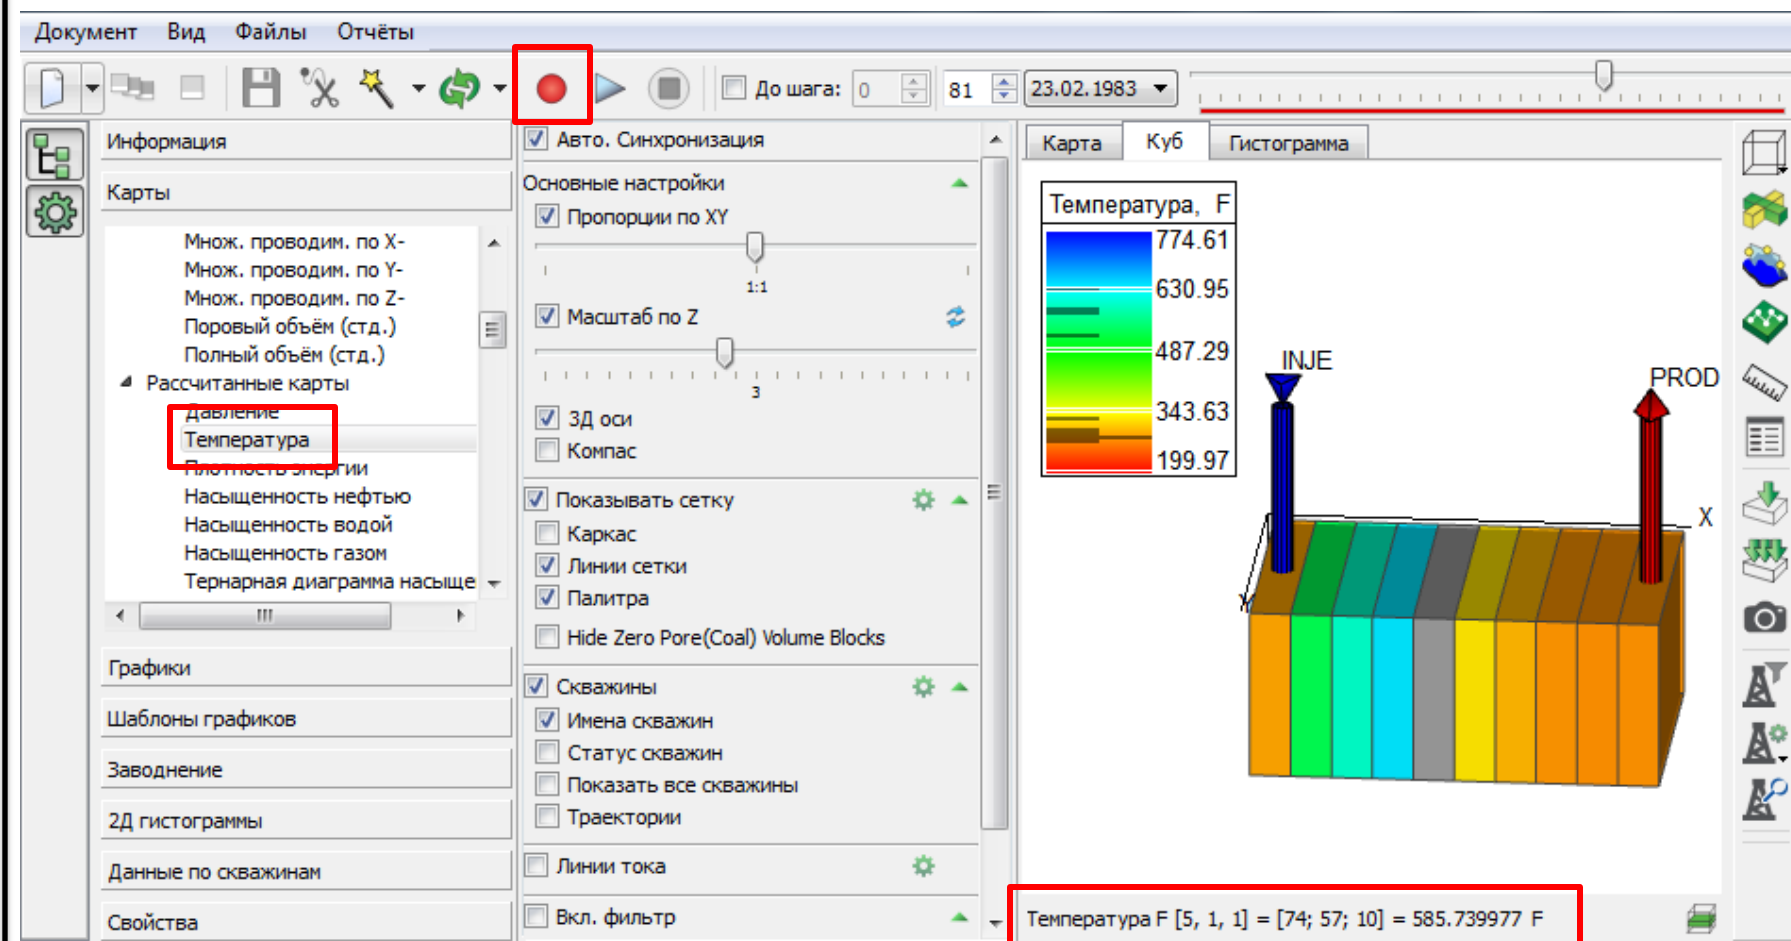 Документ Вид Файлы Отчёты
До шага: 0 81 23.02.1983
Информация
Карты
Множ. проводим. по X-
Множ. проводим. по Y-
Множ. проводим. по Z-
Поровый объём (стд.)
Полный объём (стд.)
Рассчитанные карты
Давление
Температура
Плотность энергии
Насыщенность нефтью
Насыщенность водой
Насыщенность газом
Тернарная диаграмма насыще
Графики
Шаблоны графиков
Заводнение
2Д гистограммы
Данные по скважинам
Свойства
Авто. Синхронизация
Основные настройки
Пропорции по XY
1:1
Масштаб по Z
3
3Д оси
Компас
Показывать сетку
Каркас
Линии сетки
Палитра
Hide Zero Pore(Coal) Volume Blocks
Скважины
Имена скважин
Статус скважин
Показать все скважины
Траектории
Линии тока
Вкл. фильтр
Карта Куб Гистограмма
Температура, F
774.61
630.95
487.29
343.63
199.97
INJE
PROD
X
Y
Температура F [5, 1, 1] = [74; 57; 10] = 585.739977 F